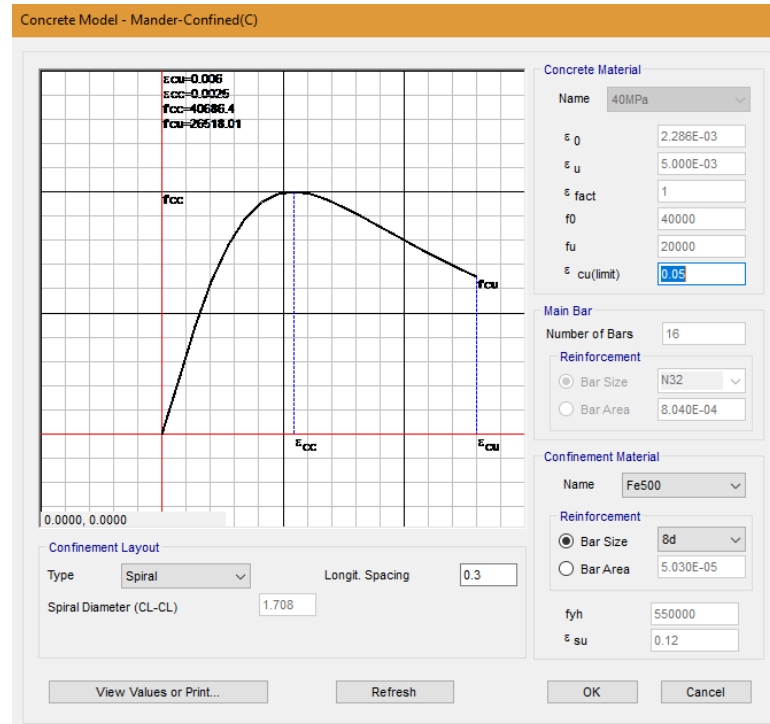 Concrete Model - Mander-Confined(C)
εcu=0.006
εcc=0.0026
fcc=40686.4
fcu=26518.01
fcc
fcu
εcc
εcu
0.0000, 0.0000
Confinement Layout
Type Spiral Longit. Spacing 0.3
Spiral Diameter (CL-CL) 1.708
Concrete Material
Name 40MPa
ε 0 2.286E-03
ε u 5.000E-03
ε fact 1
f0 40000
fu 20000
ε cu(limit) 0.05
Main Bar
Number of Bars 16
Reinforcement
Bar Size N32
Bar Area 8.040E-04
Confinement Material
Name Fe500
Reinforcement
Bar Size 8d
Bar Area 5.030E-05
fyh 550000
ε su 0.12
View Values or Print... Refresh OK Cancel